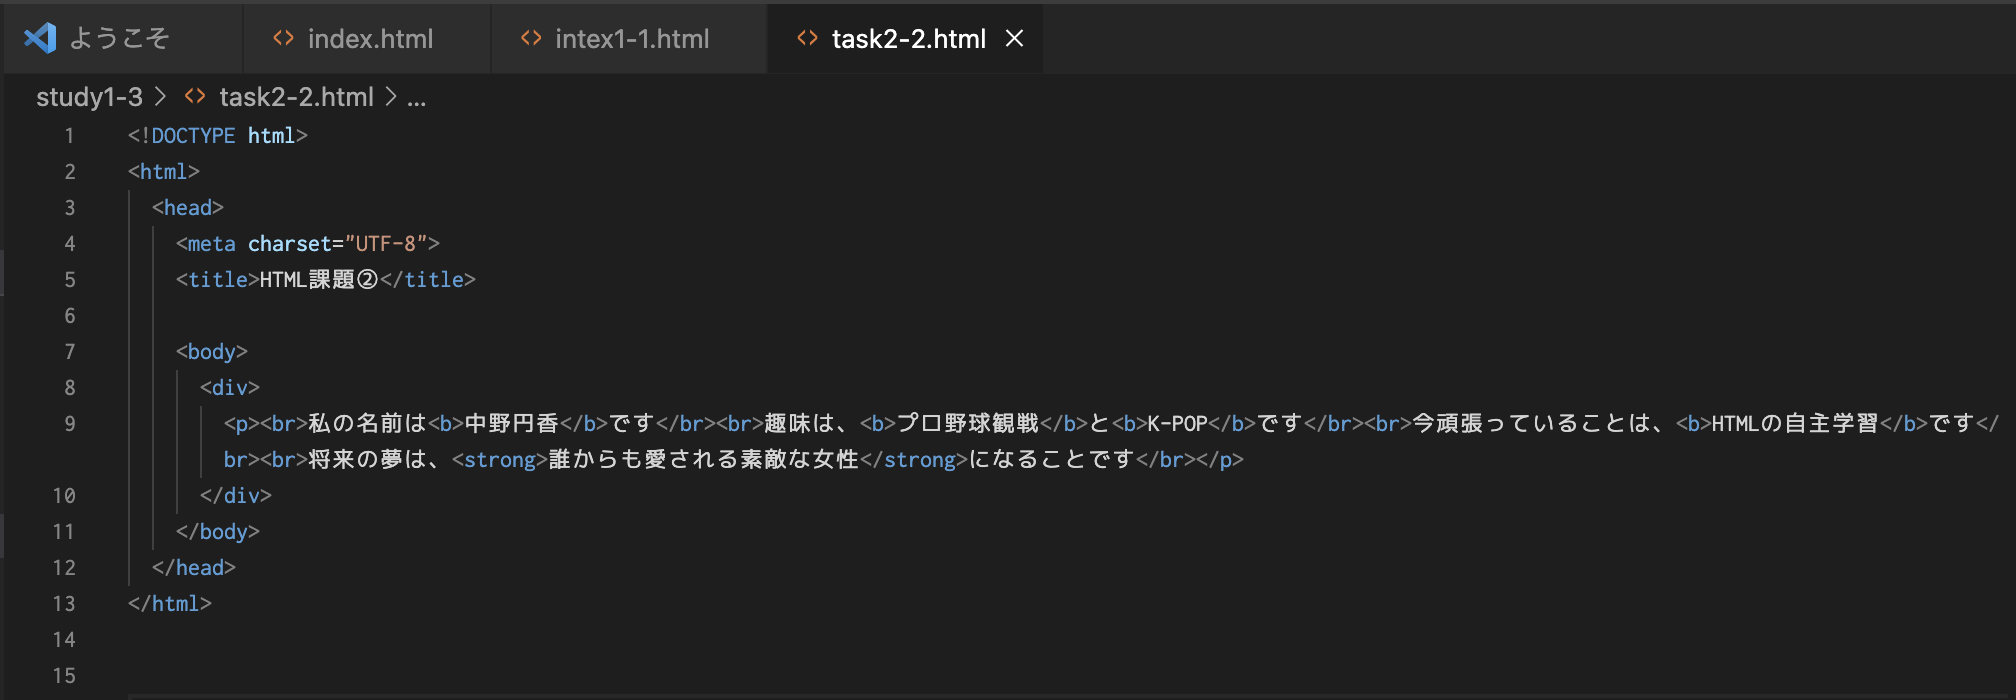 ようこそ <> index.html <> intex1-1.html <> task2-2.html ×
study1-3 > <> task2-2.html > ...
1 <!DOCTYPE html>
2 <html>
3 <head>
4 <meta charset="UTF-8">
5 <title>HTML課題②</title>
6
7 <body>
8 <div>
9 <p><br>私の名前は<b>中野円香</b>です</br><br>趣味は、<b>プロ野球観戦</b>と<b>K-POP</b>です</br><br>今頑張っていることは、<b>HTMLの自主学習</b>です</
br><br>将来の夢は、<strong>誰からも愛される素敵な女性</strong>になることです</br></p>
10 </div>
11 </body>
12 </head>
13 </html>
14
15